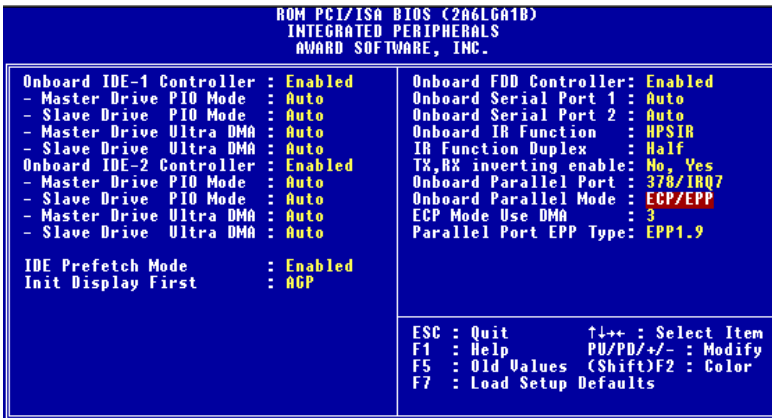 ROM PCI/ISA BIOS (2A6LGA1B)
INTEGRATED PERIPHERALS
AWARD SOFTWARE, INC.
Onboard IDE-1 Controller : Enabled
- Master Drive PIO Mode : Auto
- Slave Drive PIO Mode : Auto
- Master Drive Ultra DMA : Auto
- Slave Drive Ultra DMA : Auto
Onboard IDE-2 Controller : Enabled
- Master Drive PIO Mode : Auto
- Slave Drive PIO Mode : Auto
- Master Drive Ultra DMA : Auto
- Slave Drive Ultra DMA : Auto
IDE Prefetch Mode : Enabled
Init Display First : AGP
Onboard FDD Controller: Enabled
Onboard Serial Port 1 : Auto
Onboard Serial Port 2 : Auto
Onboard IR Function : HPSIR
IR Function Duplex : Half
TX,RX inverting enable: No, Yes
Onboard Parallel Port : 378/IRQ7
Onboard Parallel Mode : ECP/EPP
ECP Mode Use DMA : 3
Parallel Port EPP Type: EPP1.9
ESC : Quit ↑↓→← : Select Item
F1 : Help PU/PD/+/- : Modify
F5 : Old Values (Shift)F2 : Color
F7 : Load Setup Defaults